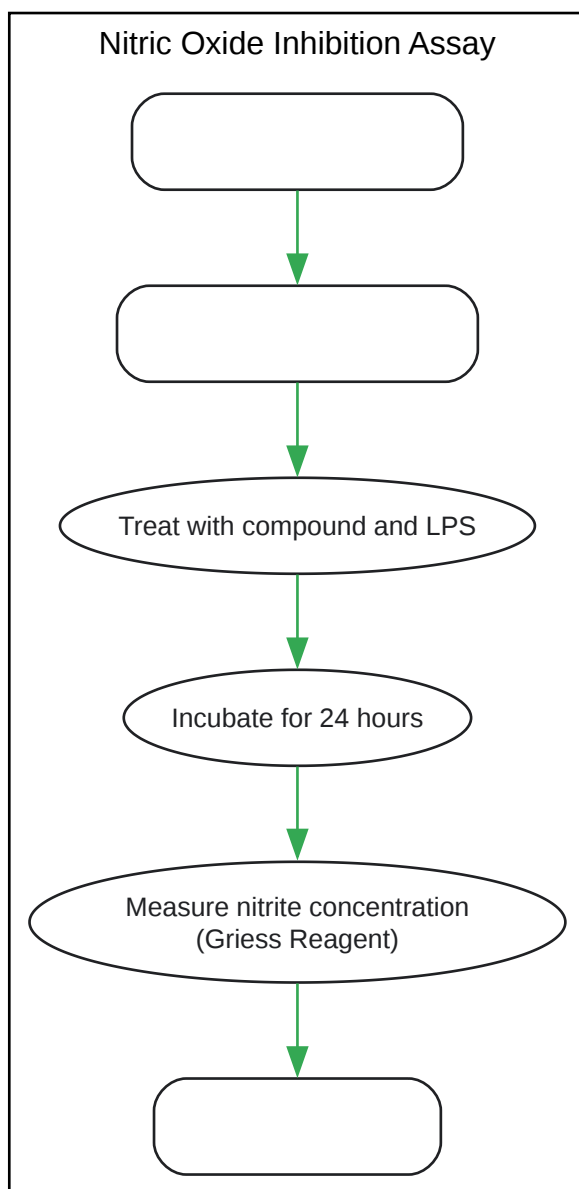 Nitric Oxide Inhibition Assay
Treat with compound and LPS
Incubate for 24 hours
Measure nitrite concentration
(Griess Reagent)